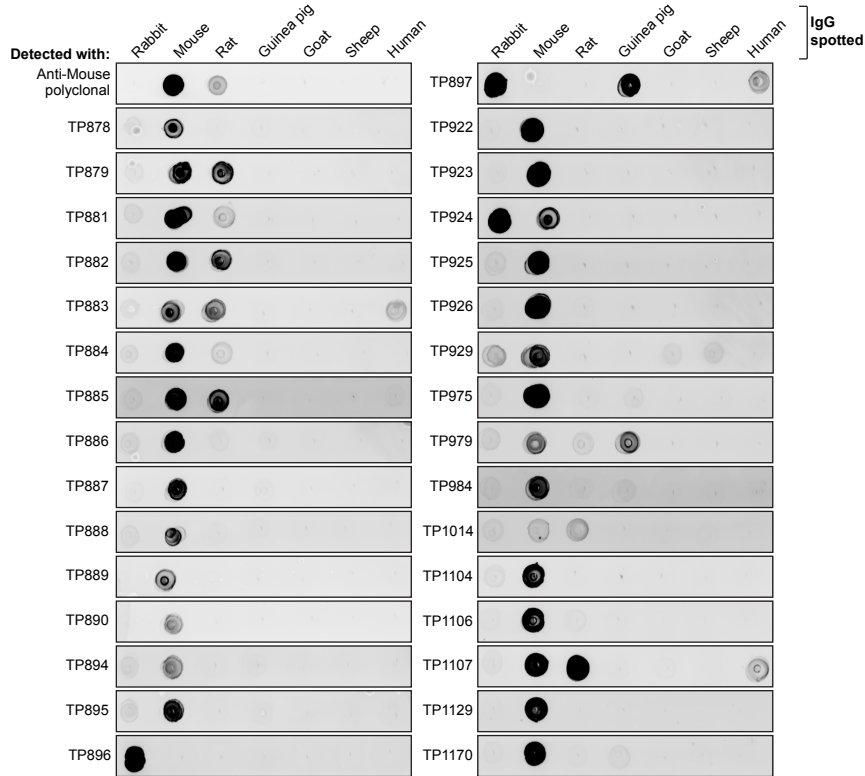 Detected with:
Rabbit
Mouse
Rat
Guinea pig
Goat
Sheep
Human
Anti-Mouse
polyclonal
TP878
TP879
TP881
TP882
TP883
TP884
TP885
TP886
TP887
TP888
TP889
TP890
TP894
TP895
TP896
Rabbit
Mouse
Rat
Guinea pig
Goat
Sheep
Human
IgG
spotted
TP897
TP922
TP923
TP924
TP925
TP926
TP929
TP975
TP979
TP984
TP1014
TP1104
TP1106
TP1107
TP1129
TP1170